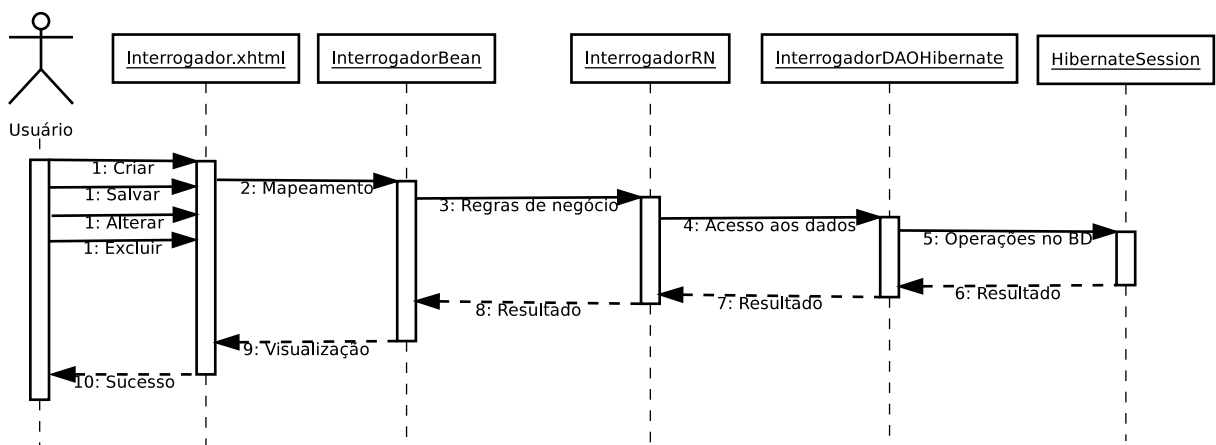 Interrogador.xhtml
InterrogadorBean
InterrogadorRN
InterrogadorDAOHibernate
HibernateSession
Usuário
1: Criar
1: Salvar
1: Alterar
1: Excluir
2: Mapeamento
3: Regras de negócio
4: Acesso aos dados
5: Operações no BD
6: Resultado
7: Resultado
8: Resultado
9: Visualização
10: Sucesso